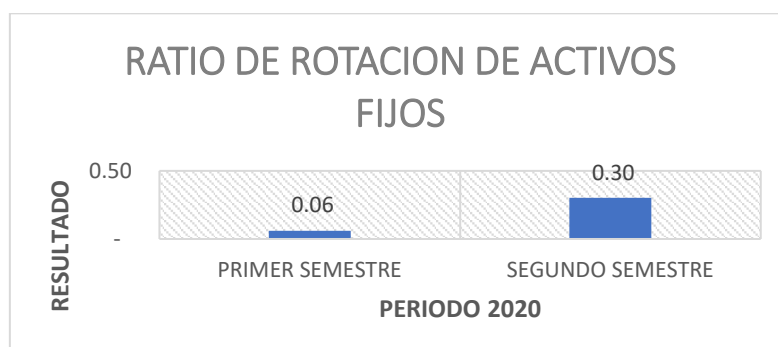 RATIO DE ROTACION DE ACTIVOS
FIJOS
RESULTADO
0.50
-
0.06
0.30
PRIMER SEMESTRE
SEGUNDO SEMESTRE
PERIODO 2020